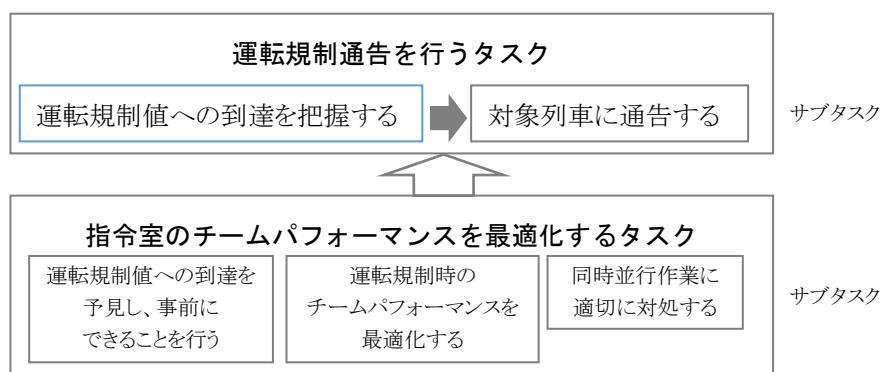 運転規制通告を行うタスク
運転規制値への到達を把握する
対象列車に通告する
サブタスク
指令室のチームパフォーマンスを最適化するタスク
運転規制値への到達を
予見し、事前に
できることを行う
運転規制時の
チームパフォーマンスを
最適化する
同時並行作業に
適切に対処する
サブタスク